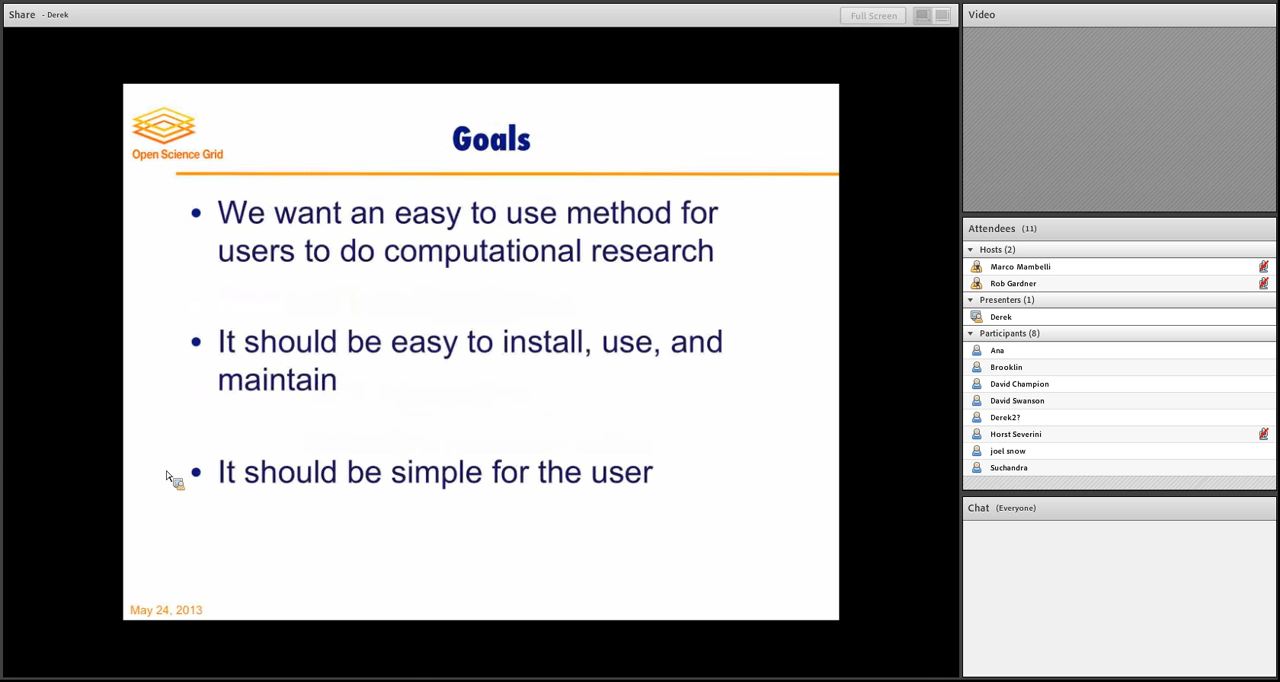 Share - Derek
Full Screen
Open Science Grid
Goals
• We want an easy to use method for
users to do computational research
• It should be easy to install, use, and
maintain
• It should be simple for the user
May 24, 2013
Video
Attendees (11)
Hosts (2)
Marco Mambelli
Rob Gardner
Presenters (1)
Derek
Participants (8)
Ana
Brooklin
David Champion
David Swanson
Derek2?
Horst Severini
joel snow
Suchandra
Chat (Everyone)